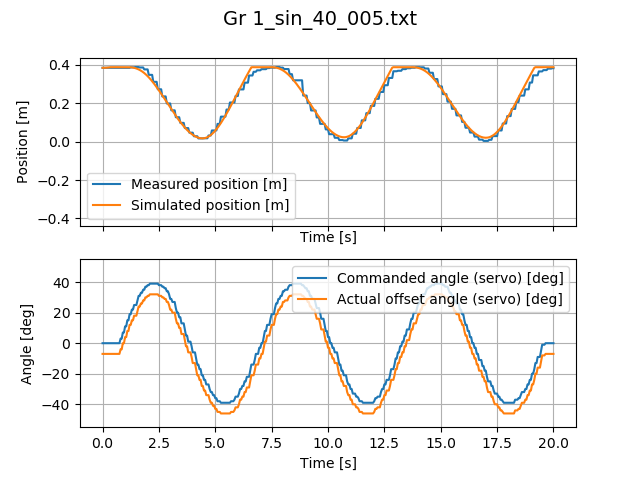 Gr 1_sin_40_005.txt
0.4
0.2
0.0
−0.2
−0.4
Position [m]
Measured position [m]
Simulated position [m]
Time [s]
40
20
0
−20
−40
Angle [deg]
Commanded angle (servo) [deg]
Actual offset angle (servo) [deg]
0.0 2.5 5.0 7.5 10.0 12.5 15.0 17.5 20.0
Time [s]